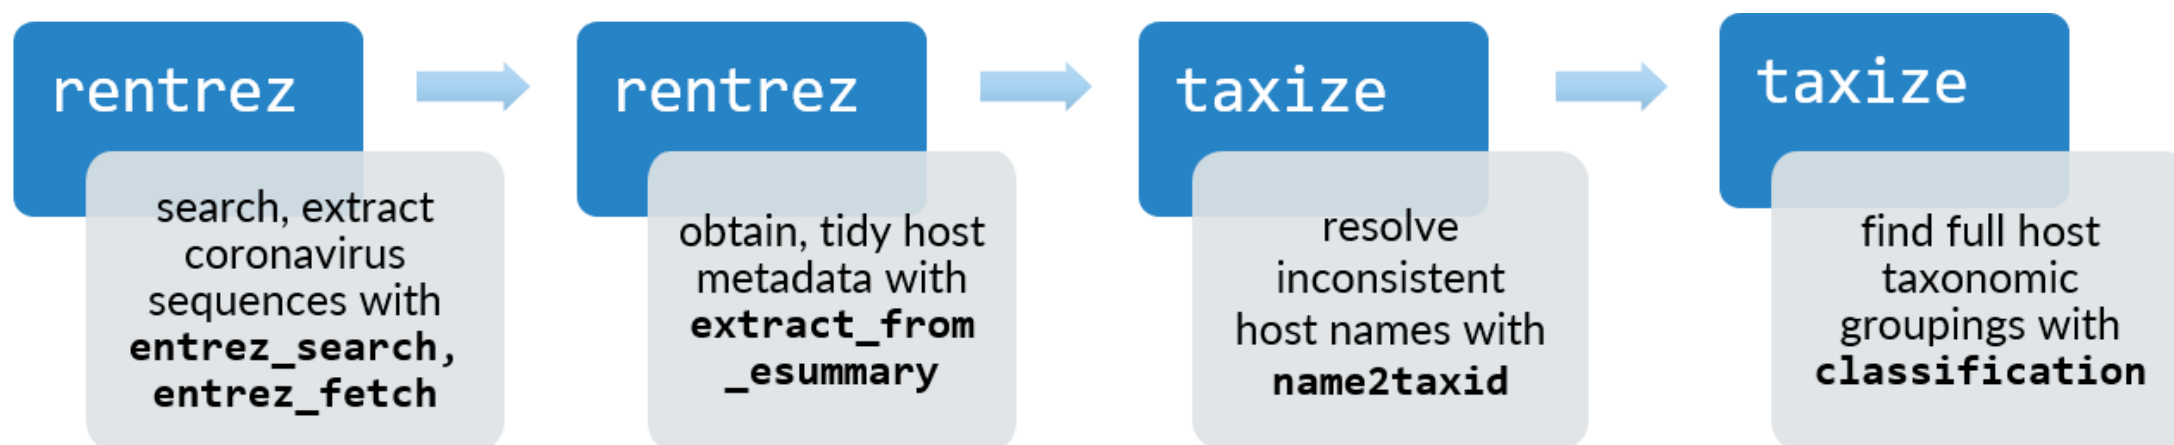 rentrez
search, extract
coronavirus
sequences with
entrez_search,
entrez_fetch
rentrez
obtain, tidy host
metadata with
extract_from
_esummary
taxize
resolve
inconsistent
host names with
name2taxid
taxize
find full host
taxonomic
groupings with
classification